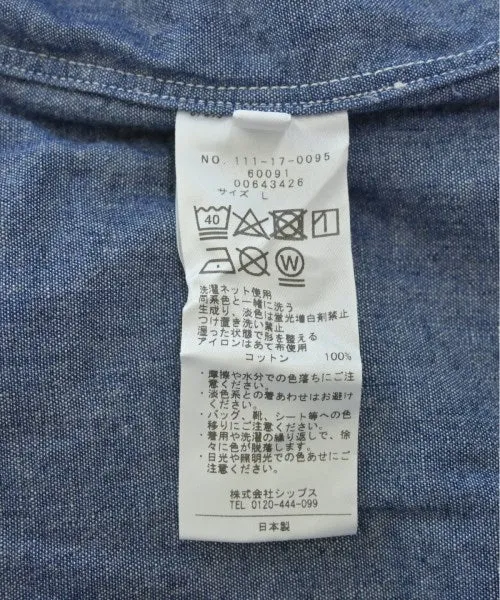 NO. 111-17-0095
60091
00643426
サイズ L
40
W
洗濯ネット使用
同系色と一緒に洗う
生成り、淡色は蛍光増白剤禁止
つけ置き洗い禁止
湿った状態で形を整える
アイロンはあて布使用
コットン 100%
・摩擦や水分での色落ちにご注
意ください。
・淡色系との着あわせはお避け
ください。
・バッグ、靴、シート等への色
移りにご注意ください。
・着用や洗濯の繰り返しで、徐
々に色が脱落します。
・日光や照明光での色あせにご
注意ください。
株式会社シップス
TEL 0120-444-099
日本製